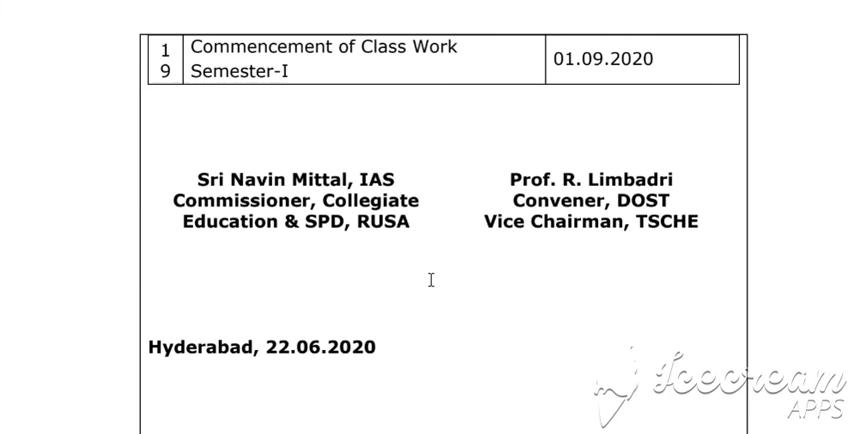 1
9
Commencement of Class Work
Semester-I
01.09.2020
Sri Navin Mittal, IAS
Commissioner, Collegiate
Education & SPD, RUSA
Prof. R. Limbadri
Convener, DOST
Vice Chairman, TSCHE
Hyderabad, 22.06.2020
Icecream
APPS